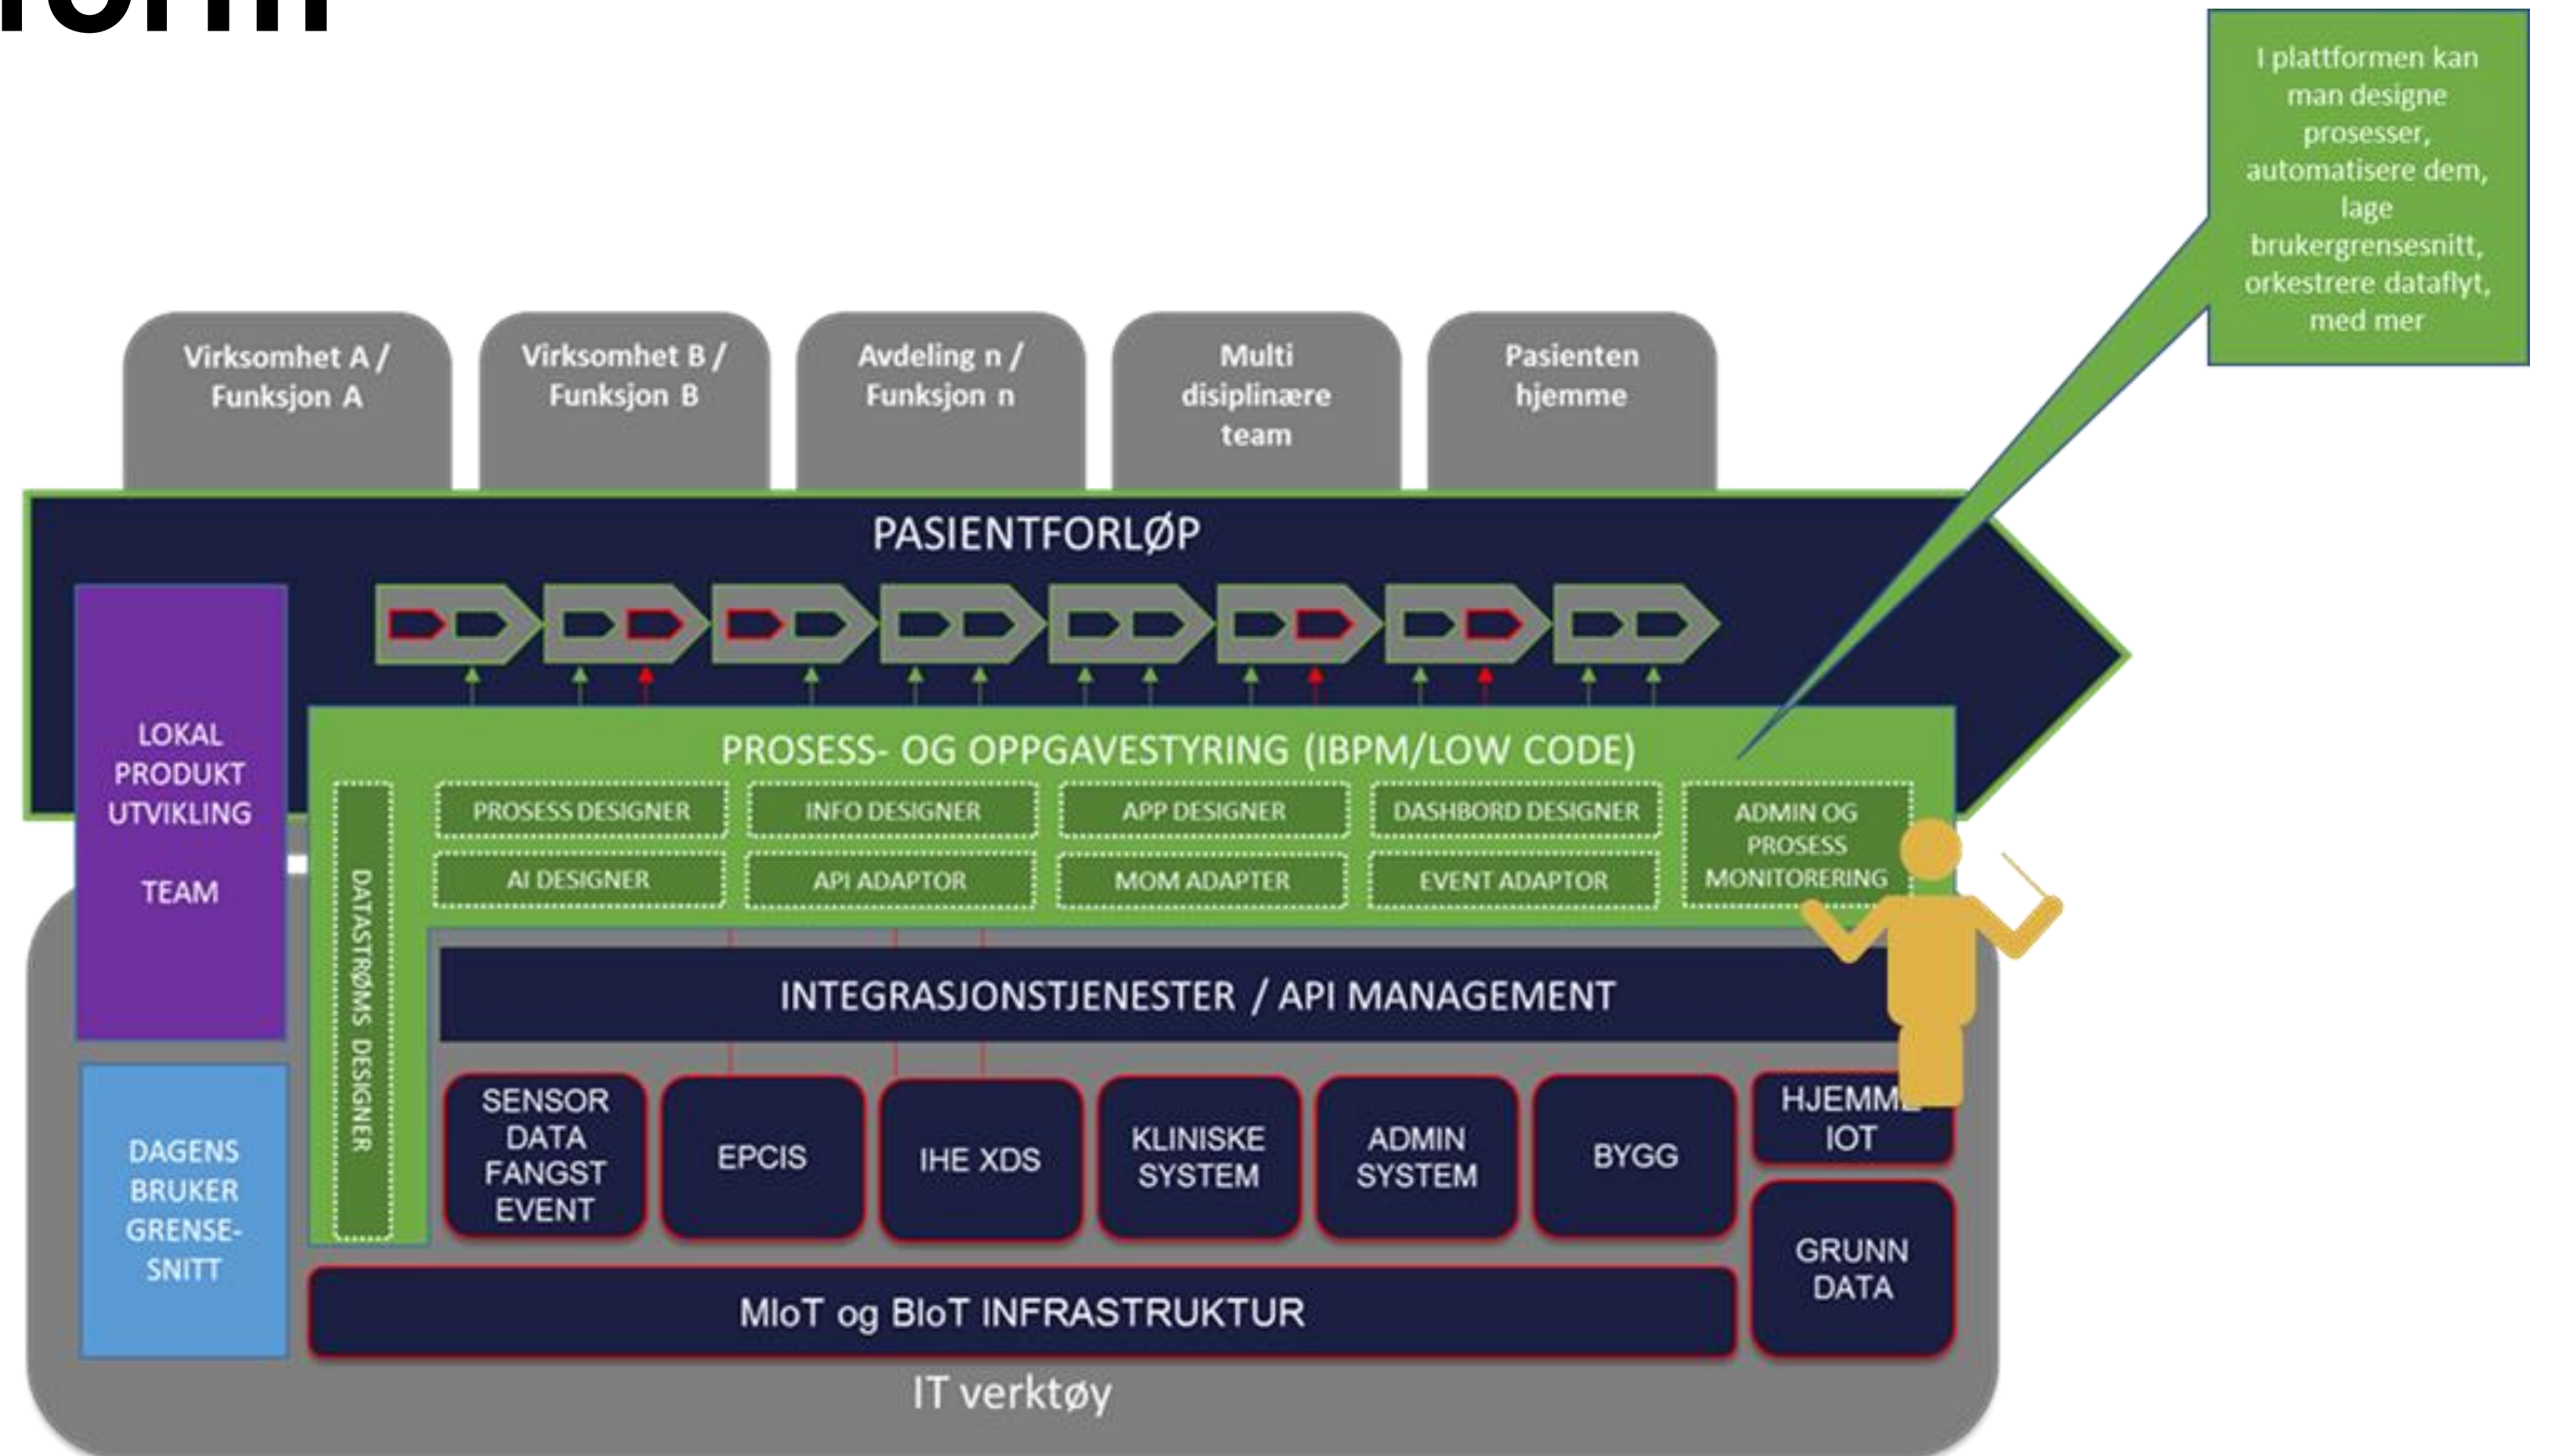 I plattformen kan
man designe
prosesser,
automatisere dem,
lage
brukergrensesnitt,
orkestrere dataflyt,
med mer
Virksomhet A /
Funksjon A
Virksomhet B /
Funksjon B
Avdeling n /
Funksjon n
Multi
disiplinære
team
Pasienten
hjemme
PASIENTFORLØP
LOKAL
PRODUKT
UTVIKLING
TEAM
PROSESS- OG OPPGAVESTYRING (IBPM/LOW CODE)
DATASTRØMS DESIGNER
PROSESS DESIGNER
INFO DESIGNER
APP DESIGNER
DASHBORD DESIGNER
ADMIN OG
PROSESS
MONITORERING
AI DESIGNER
API ADAPTOR
MOM ADAPTER
EVENT ADAPTOR
INTEGRASJONSTJENESTER / API MANAGEMENT
DAGENS
BRUKER
GRENSE-
SNITT
SENSOR
DATA
FANGST
EVENT
EPCIS
IHE XDS
KLINISKE
SYSTEM
ADMIN
SYSTEM
BYGG
HJEMME
IOT
GRUNN
DATA
MIoT og BIoT INFRASTRUKTUR
IT verktøy